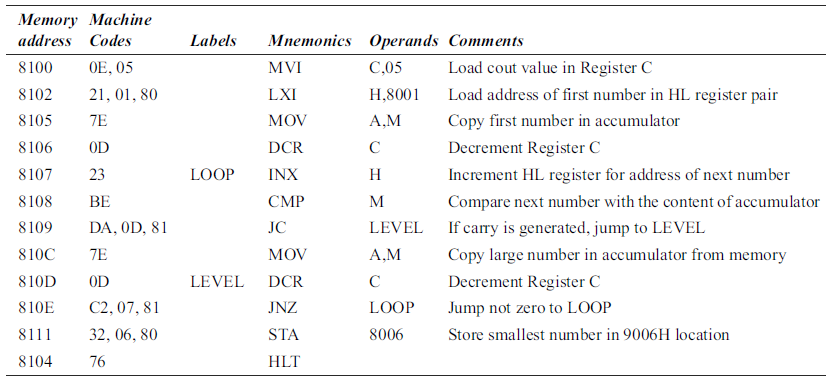 Memory Machine
address Codes Labels Mnemonics Operands Comments
8100 0E, 05 MVI C,05 Load cout value in Register C
8102 21, 01, 80 LXI H,8001 Load address of first number in HL register pair
8105 7E MOV A,M Copy first number in accumulator
8106 0D DCR C Decrement Register C
8107 23 LOOP INX H Increment HL register for address of next number
8108 BE CMP M Compare next number with the content of accumulator
8109 DA, 0D, 81 JC LEVEL If carry is generated, jump to LEVEL
810C 7E MOV A,M Copy large number in accumulator from memory
810D 0D LEVEL DCR C Decrement Register C
810E C2, 07, 81 JNZ LOOP Jump not zero to LOOP
8111 32, 06, 80 STA 8006 Store smallest number in 9006H location
8104 76 HLT